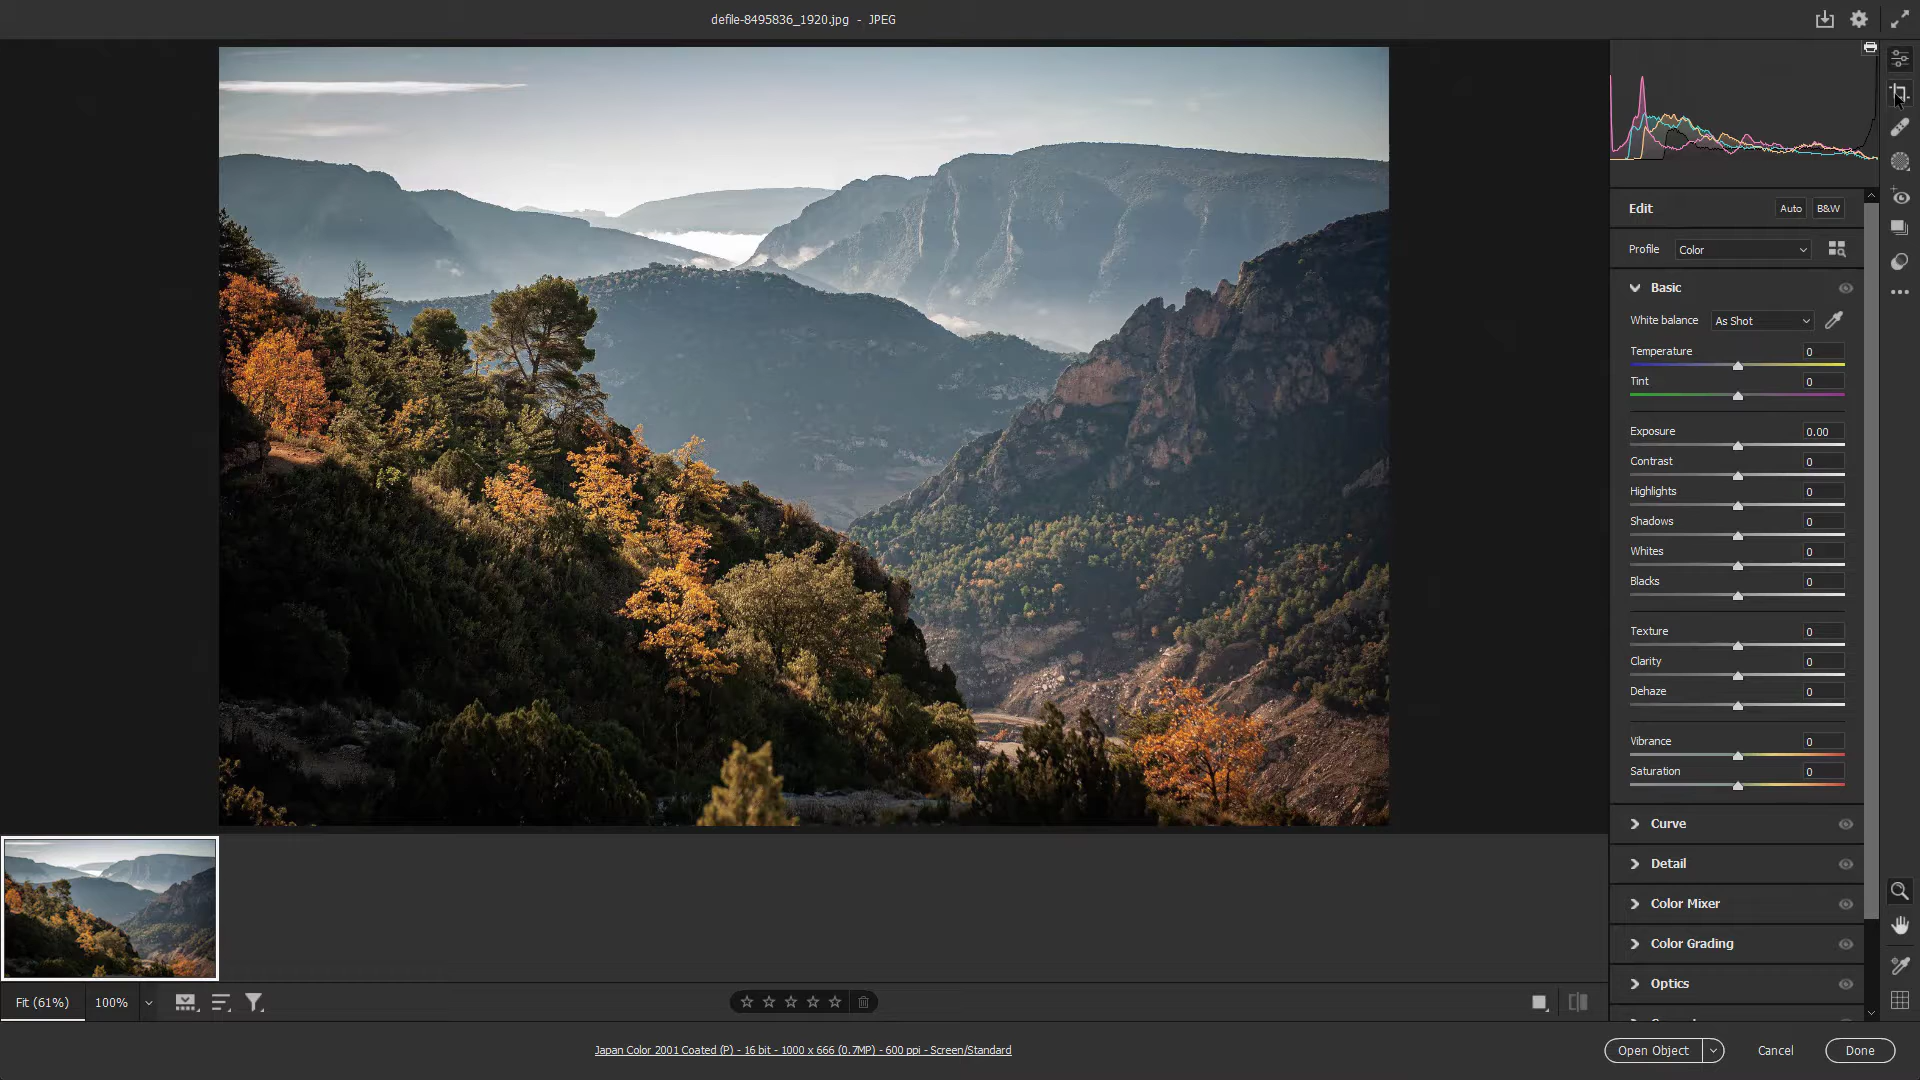 defile-8495836_1920.jpg - JPEG
Edit
Auto
B&W
Profile
Color
Basic
White balance
As Shot
Temperature
0
Tint
0
Exposure
0.00
Contrast
0
Highlights
0
Shadows
0
Whites
0
Blacks
0
Texture
0
Clarity
0
Dehaze
0
Vibrance
0
Saturation
0
Curve
Detail
Color Mixer
Color Grading
Optics
Fit (61%)
100%
Japan Color 2001 Coated (P) - 16 bit - 1000 x 666 (0.7MP) - 600 ppi - Screen/Standard
Open Object
Cancel
Done